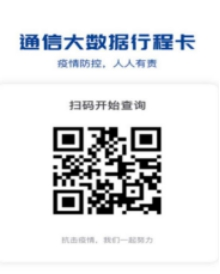 通信大数据行程卡
疫情防控，人人有责
扫码开始查询
抗击疫情，我们一起努力